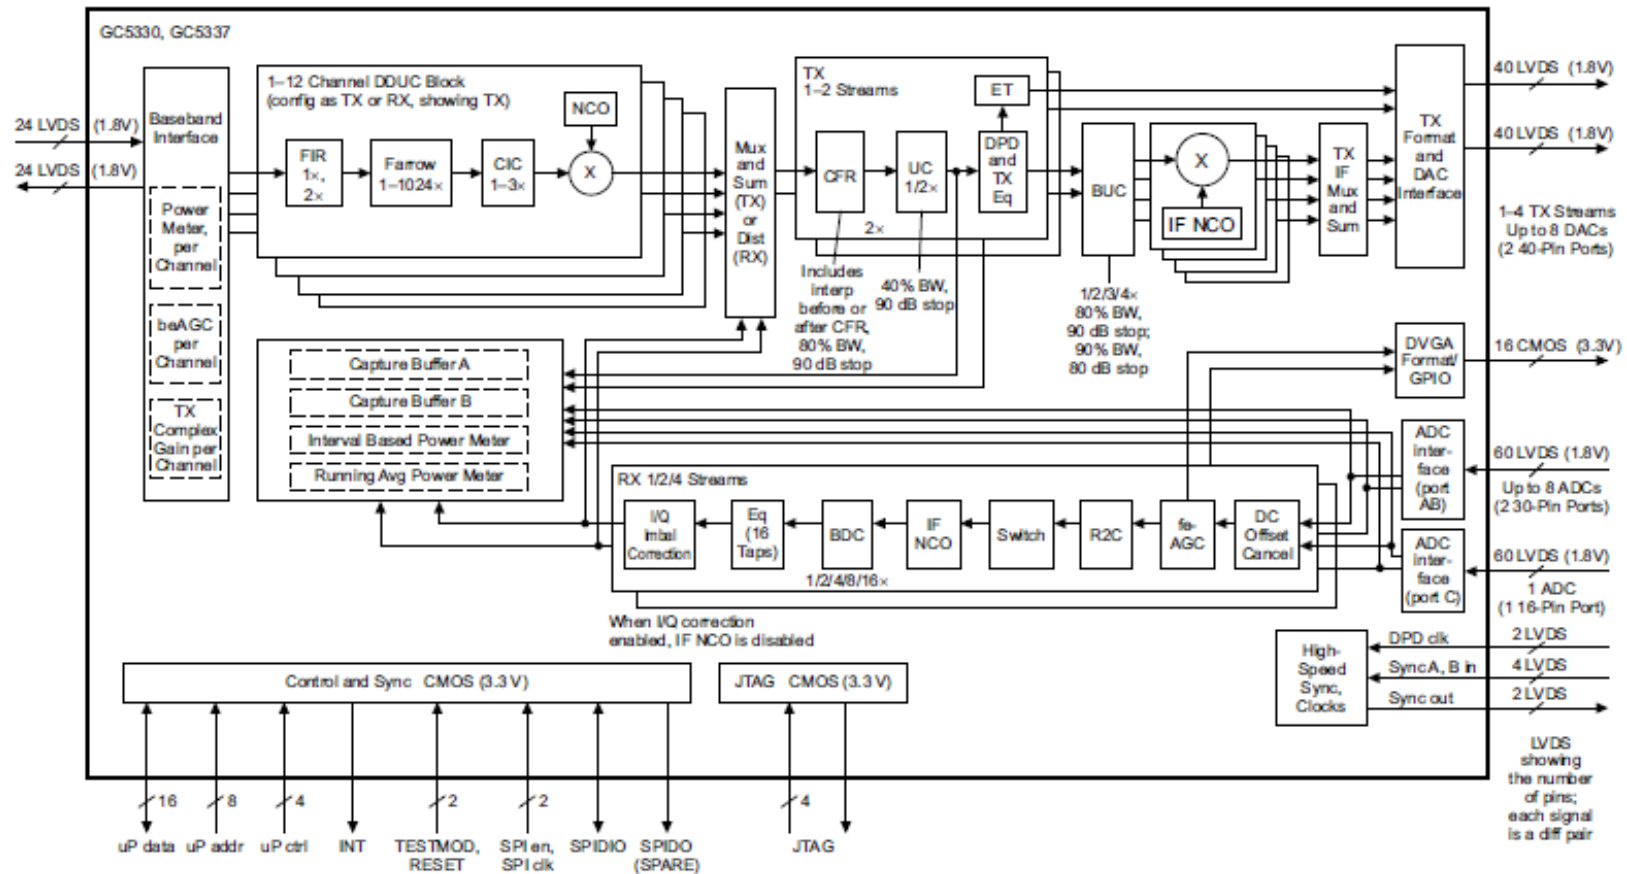 GC5330, GC5337
24 LVDS (1.8V)
24 LVDS (1.8V)
Baseband
Interface
Power
Meter,
per
Channel
beAGC
per
Channel
TX
Complex
Gain per
Channel
1–12 Channel DDUC Block
(config as TX or RX, showing TX)
FIR
1×,
2×
Farrow
1–1024×
CIC
1–3×
NCO
X
Mux
and
Sum
(TX)
or
Dist
(RX)
TX
1–2 Streams
CFR
UC
1/2×
ET
DPD
and
TX
Eq
2×
Includes
interp
before or
after CFR,
80% BW,
90 dB stop
40% BW,
90 dB stop
BUC
1/2/3/4×
80% BW,
90 dB stop;
90% BW,
80 dB stop
X
IF NCO
TX
IF
Mux
and
Sum
TX
Format
and
DAC
Interface
40 LVDS (1.8V)
40 LVDS (1.8V)
1–4 TX Streams
Up to 8 DACs
(2 40-Pin Ports)
DVGA
Format/
GPIO
16 CMOS (3.3V)
Capture Buffer A
Capture Buffer B
Interval Based Power Meter
Running Avg Power Meter
RX 1/2/4 Streams
I/Q
Imbal
Correction
Eq
(16
Taps)
BDC
IF
NCO
Switch
R2C
fe-
AGC
DC
Offset
Cancel
1/2/4/8/16×
When I/Q correction
enabled, IF NCO is disabled
ADC
inter-
face
(port
AB)
60 LVDS (1.8V)
Up to 8 ADCs
(2 30-Pin Ports)
ADC
inter-
face
(port C)
60 LVDS (1.8V)
1 ADC
(1 16-Pin Port)
High-
Speed
Sync,
Clocks
DPD clk
2 LVDS
Sync A, B in
4 LVDS
Sync out
2 LVDS
LVDS
showing
the number
of pins;
each signal
is a diff pair
Control and Sync CMOS (3.3 V)
JTAG CMOS (3.3 V)
16
8
4
2
2
4
uP data
uP addr
uP ctrl
INT
TESTMOD,
RESET
SPI en,
SPI clk
SPIDIO
SPIDO
(SPARE)
JTAG